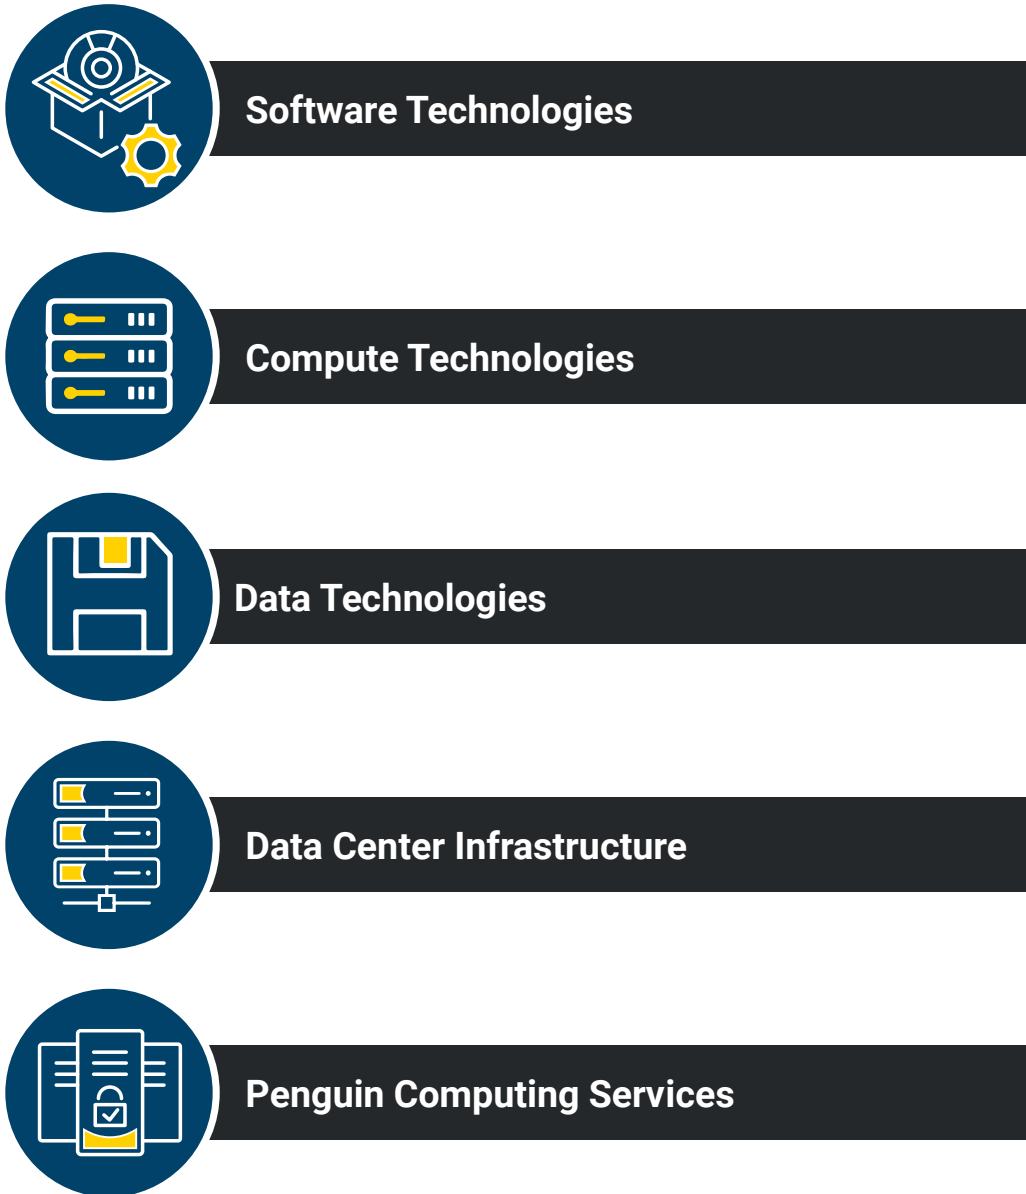 Software Technologies
Compute Technologies
Data Technologies
Data Center Infrastructure
Penguin Computing Services